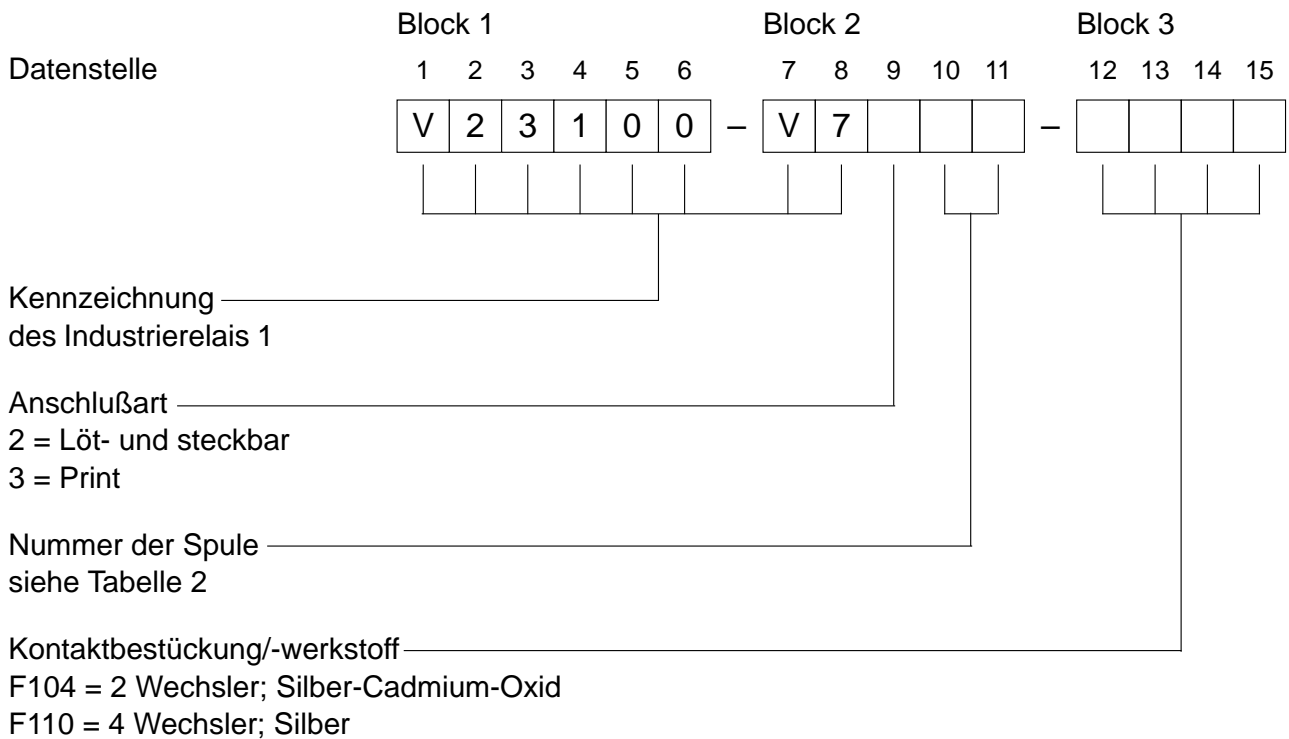 Block 1 Block 2 Block 3
Datenstelle 1 2 3 4 5 6 7 8 9 10 11 12 13 14 15
V 2 3 1 0 0 – V 7 –
Kennzeichnung
des Industrierelais 1
Anschlußart
2 = Löt- und steckbar
3 = Print
Nummer der Spule
siehe Tabelle 2
Kontaktbestückung/-werkstoff
F104 = 2 Wechsler; Silber-Cadmium-Oxid
F110 = 4 Wechsler; Silber